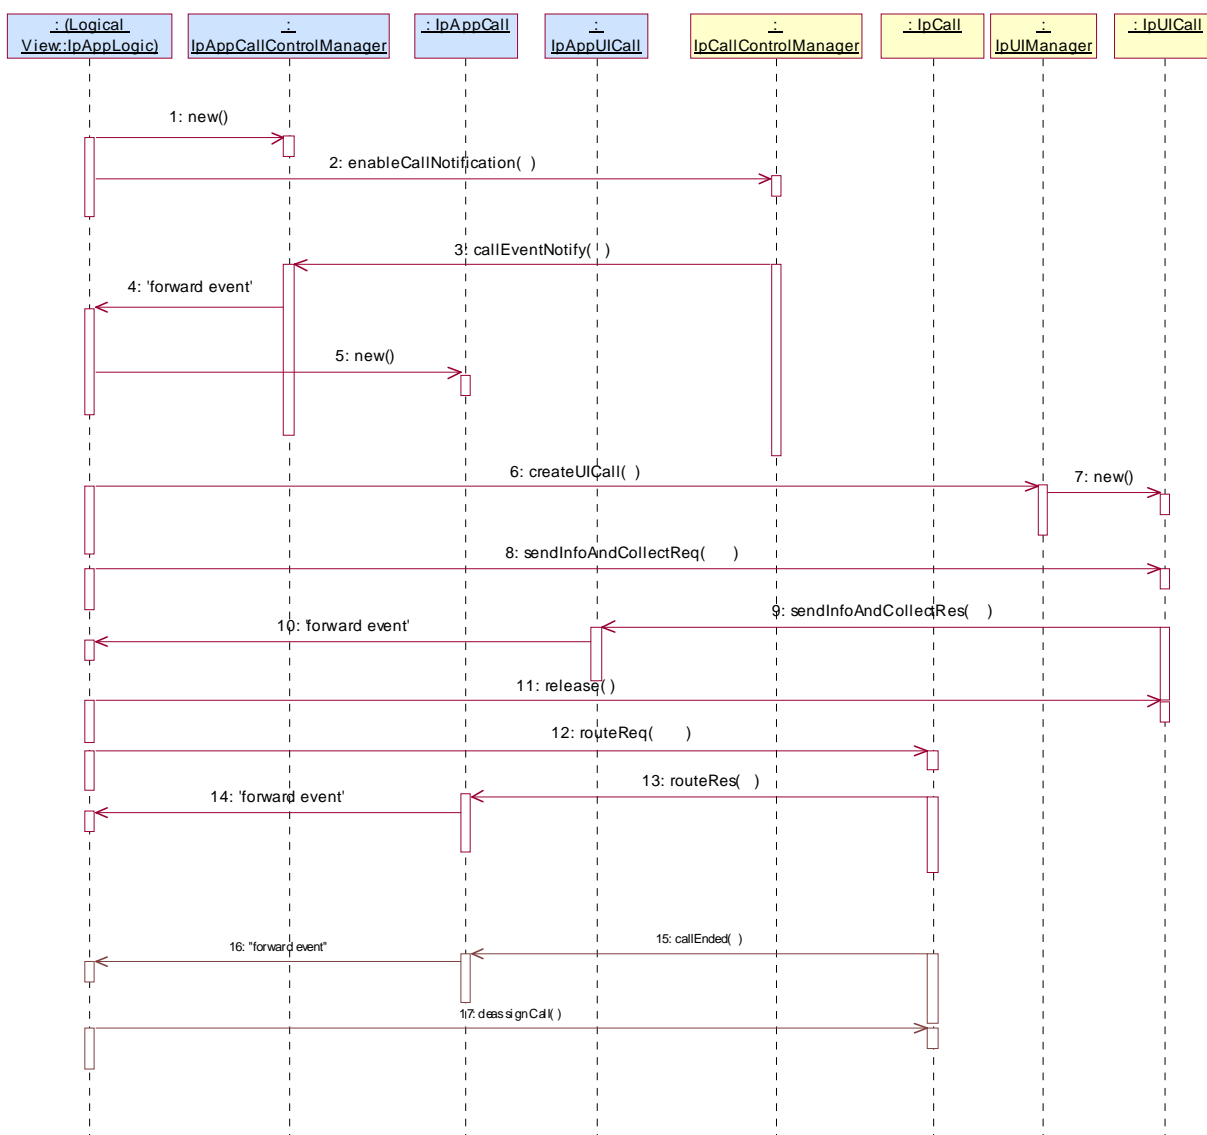 : (Logical
View::IpAppLogic)
:
IpAppCallControlManager
: IpAppCall
:
IpAppUICall
:
IpCallControlManager
: IpCall
:
IpUIManager
: IpUICall
1: new()
2: enableCallNotification( )
3: callEventNotify( )
4: 'forward event'
5: new()
6: createUICall( )
7: new()
8: sendInfoAndCollectReq( )
9: sendInfoAndCollectRes( )
10: 'forward event'
11: release( )
12: routeReq( )
13: routeRes( )
14: 'forward event'
15: callEnded( )
16: "forward event"
17: deassignCall( )